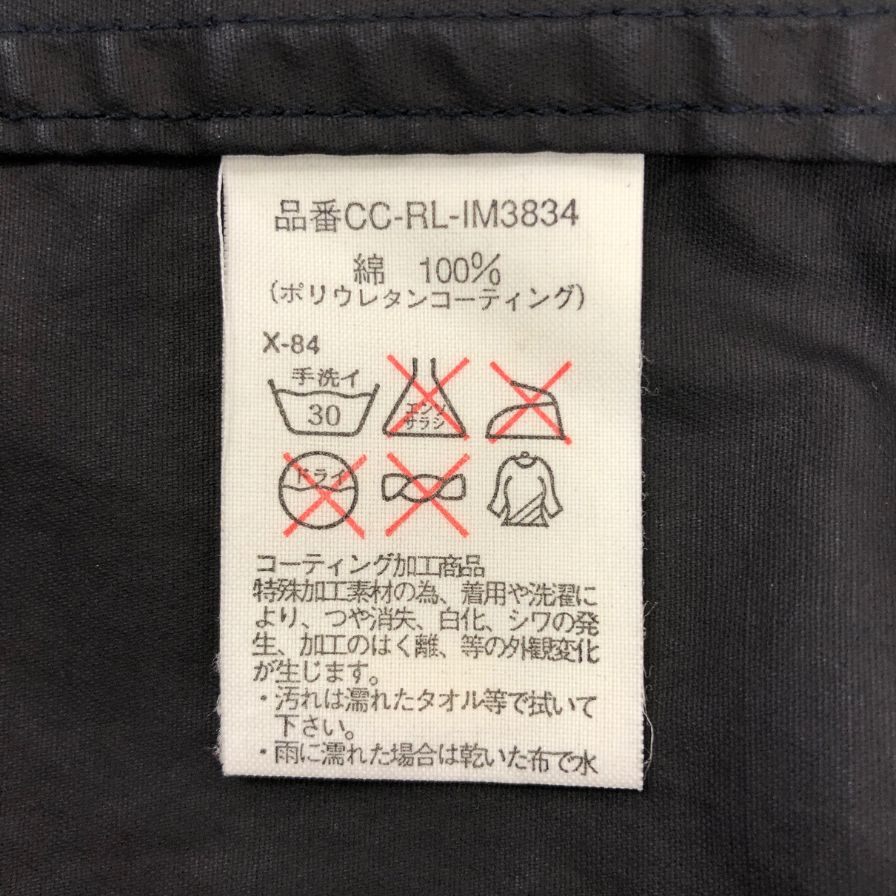 品番CC-RL-IM3834
綿 100%
(ポリウレタンコーティング)
X-84
手洗イ
30
エンソ
サラシ
ドライ
コーティング加工商品
特殊加工素材の為、着用や洗濯に
より、つや消失、白化、シワの発
生、加工のはく離、等の外観変化
が生じます。
・汚れは濡れたタオル等で拭いて
下さい。
・雨に濡れた場合は乾いた布で水